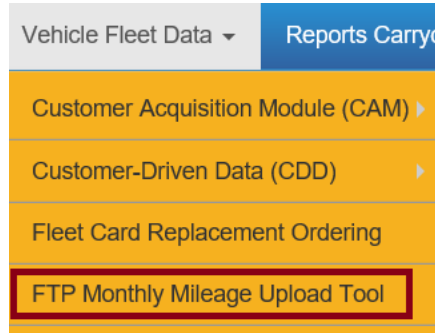 Vehicle Fleet Data Reports
Customer Acquisition Module (CAM)
Customer-Driven Data (CDD)
Fleet Card Replacement Ordering
FTP Monthly Mileage Upload Tool